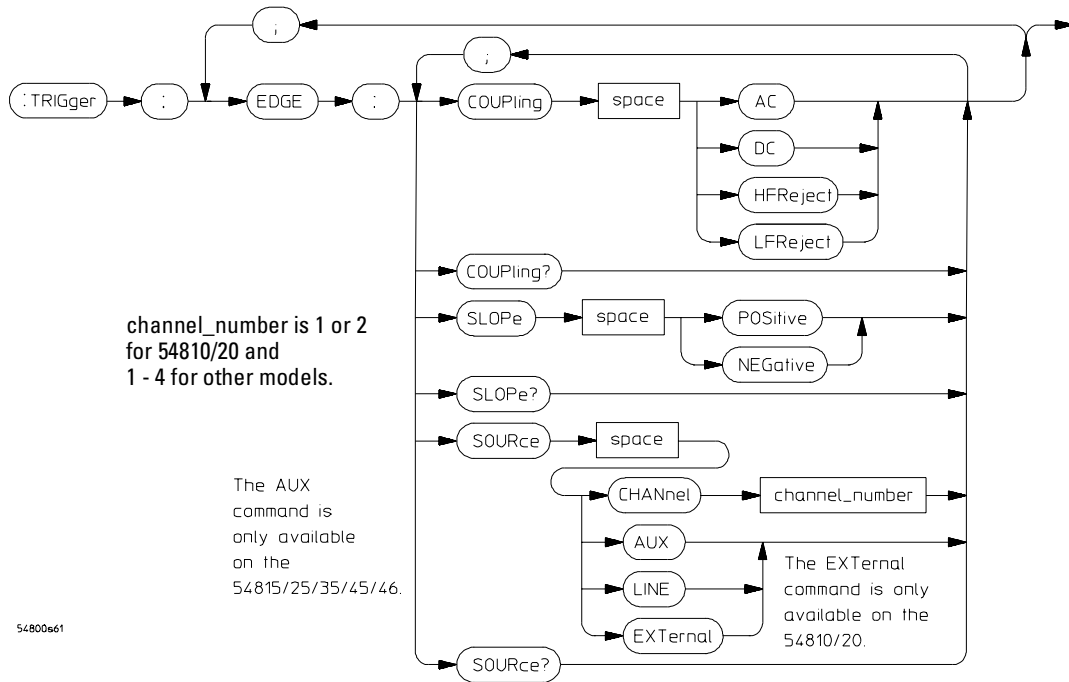 ;
;
:TRIGger
:
EDGE
:
COUPling
space
AC
DC
HFReject
LFReject
COUPling?
channel_number is 1 or 2
for 54810/20 and
1 - 4 for other models.
SLOPe
space
POSitive
NEGative
SLOPe?
SOURce
space
The AUX
command is
only available
on the
54815/25/35/45/46.
CHANnel
channel_number
AUX
LINE
EXTernal
The EXTernal
command is only
available on the
54810/20.
54800s61
SOURce?